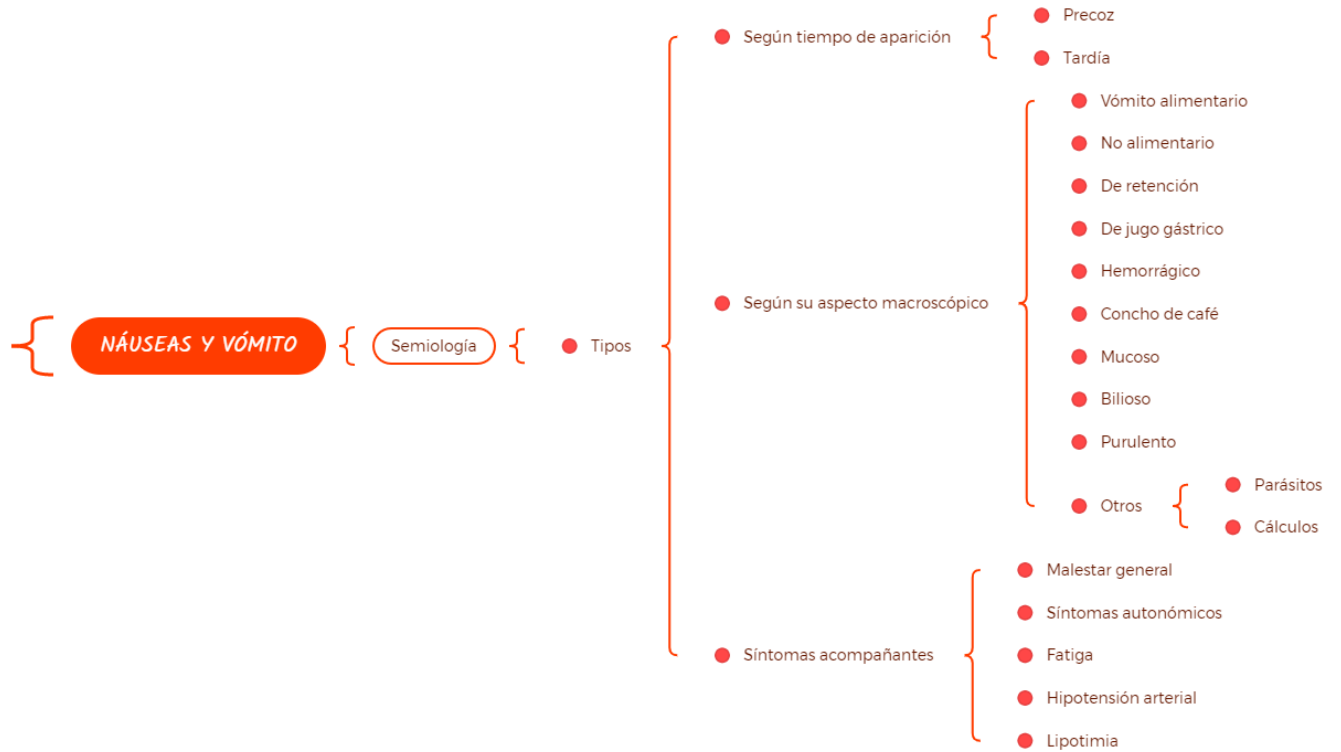 NÁUSEAS Y VÓMITO
Semiología
Tipos
Según tiempo de aparición
Precoz
Tardía
Según su aspecto macroscópico
Vómito alimentario
No alimentario
De retención
De jugo gástrico
Hemorrágico
Concho de café
Mucoso
Bilioso
Purulento
Otros
Parásitos
Cálculos
Síntomas acompañantes
Malestar general
Síntomas autonómicos
Fatiga
Hipotensión arterial
Lipotimia